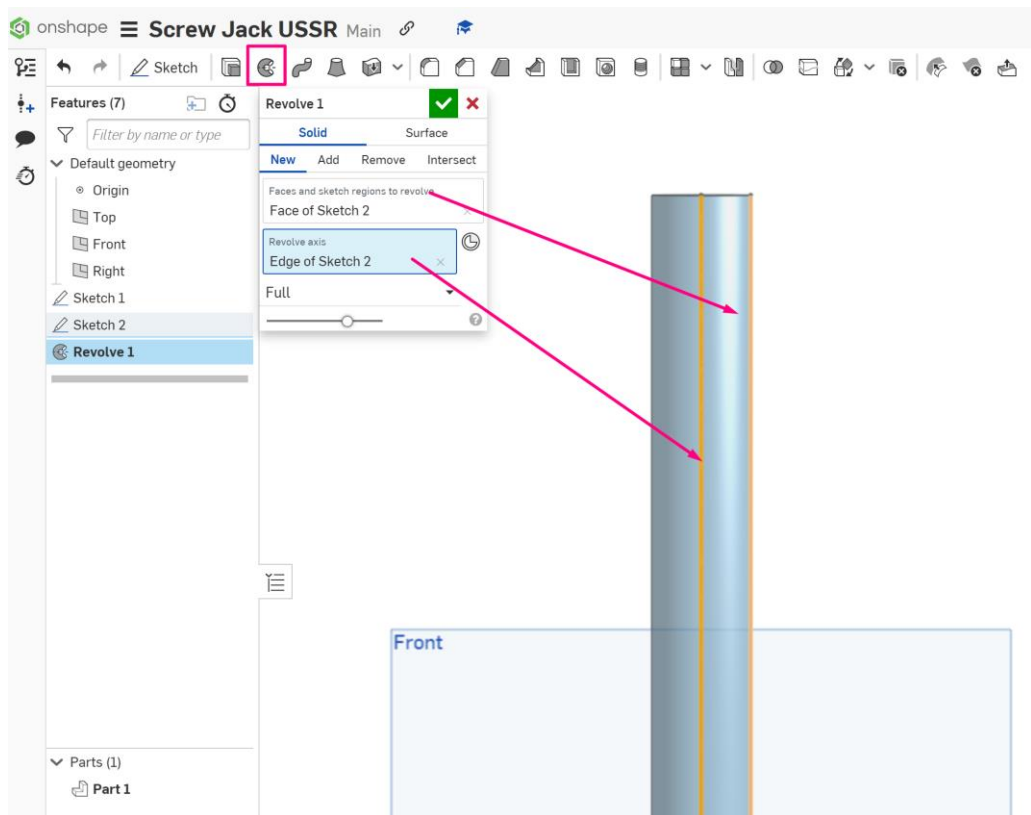 onshape Screw Jack USSR Main
Sketch
Features (7)
Filter by name or type
Default geometry
Origin
Top
Front
Right
Sketch 1
Sketch 2
Revolve 1
Revolve 1
Solid Surface
New Add Remove Intersect
Faces and sketch regions to revolve
Face of Sketch 2
Revolve axis
Edge of Sketch 2
Full
Front
Parts (1)
Part 1